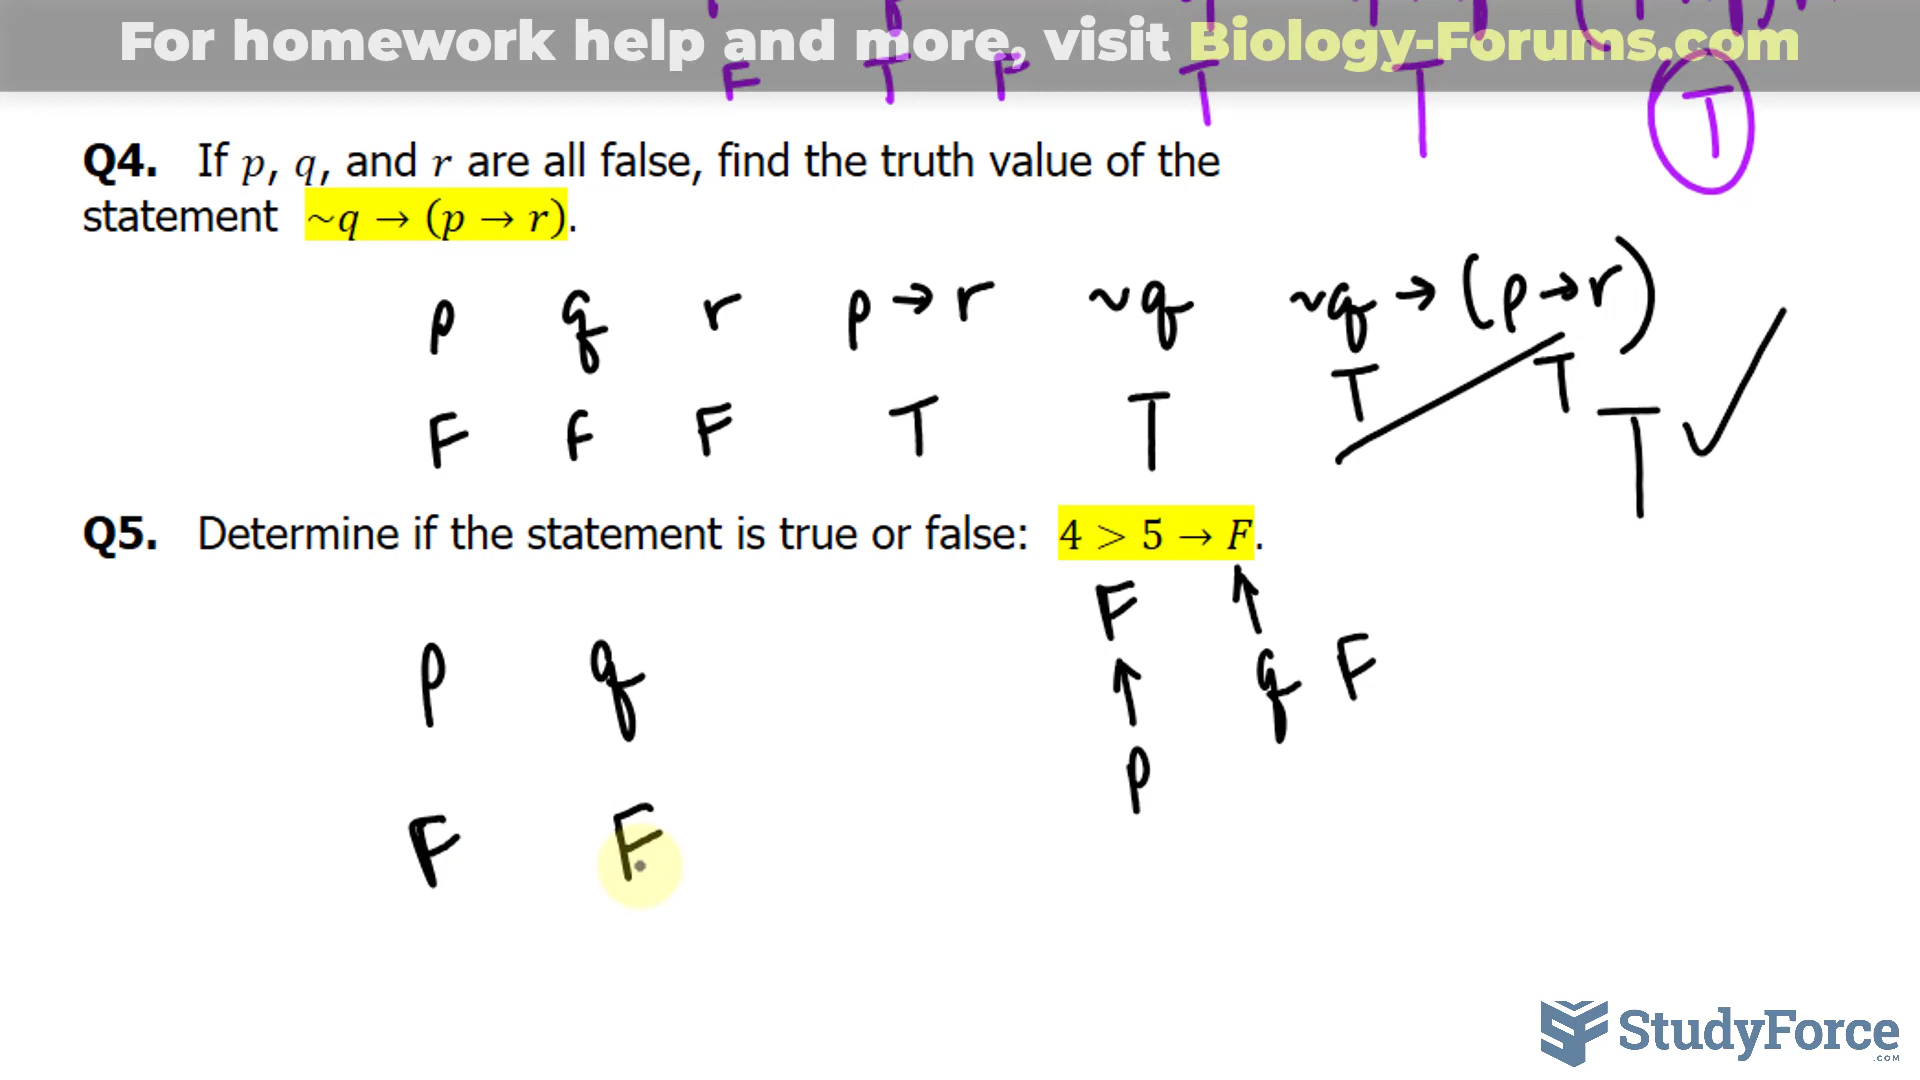 For homework help and more, visit Biology-Forums.com
F T F T T T
Q4. If p, q, and r are all false, find the truth value of the
statement ~q → (p → r).
p q r p → r ~q ~q → (p → r)
T T
F F F T T T
Q5. Determine if the statement is true or false: 4 > 5 → F.
F
p q q F
p
F F
StudyForce
.COM